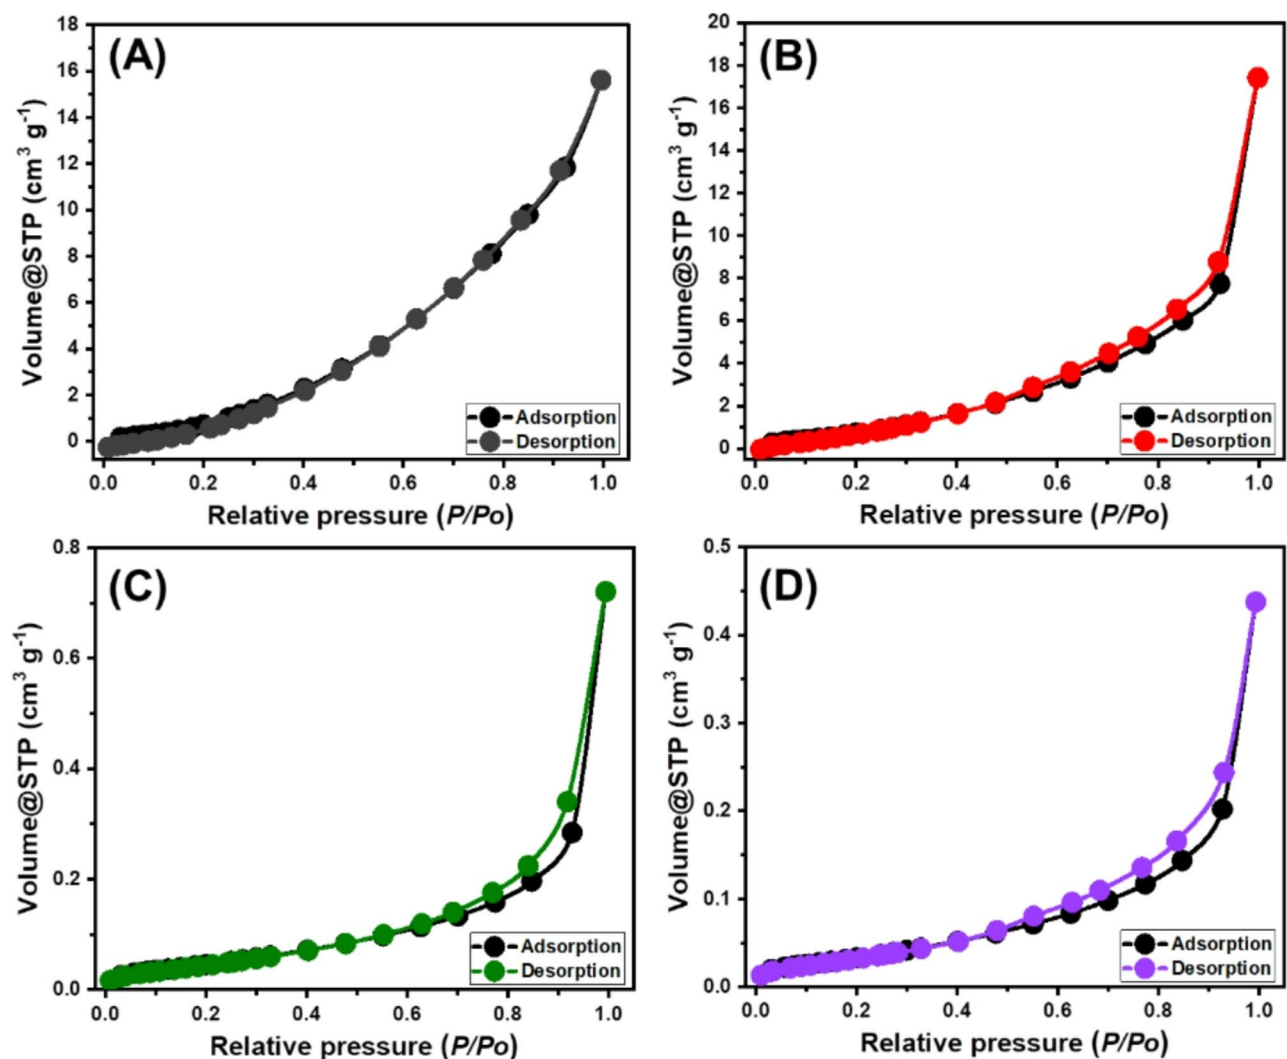 (A)
Volume@STP (cm³ g⁻¹)
18
16
14
12
10
8
6
4
2
0
Adsorption
Desorption
0.0 0.2 0.4 0.6 0.8 1.0
Relative pressure (P/Po)
(B)
Volume@STP (cm³ g⁻¹)
20
18
16
14
12
10
8
6
4
2
0
Adsorption
Desorption
0.0 0.2 0.4 0.6 0.8 1.0
Relative pressure (P/Po)
(C)
Volume@STP (cm³ g⁻¹)
0.8
0.6
0.4
0.2
0.0
Adsorption
Desorption
0.0 0.2 0.4 0.6 0.8 1.0
Relative pressure (P/Po)
(D)
Volume@STP (cm³ g⁻¹)
0.5
0.4
0.3
0.2
0.1
0.0
Adsorption
Desorption
0.0 0.2 0.4 0.6 0.8 1.0
Relative pressure (P/Po)